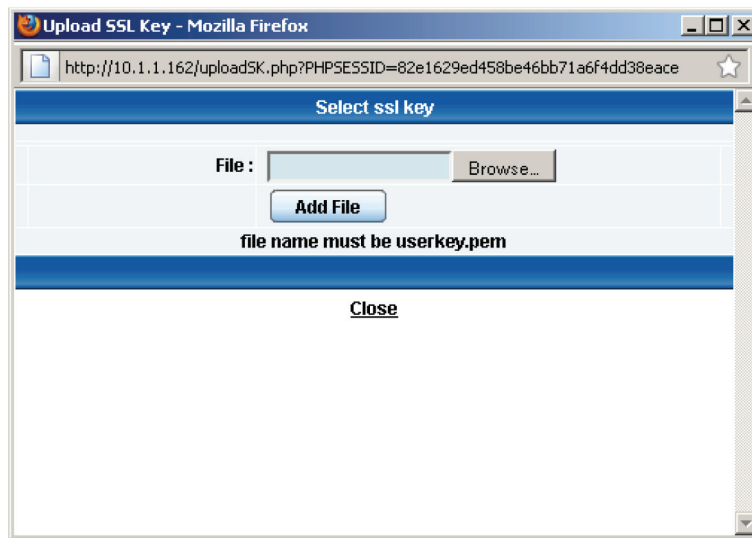 Upload SSL Key - Mozilla Firefox
http://10.1.1.162/uploadSK.php?PHPSESSID=82e1629ed458be46bb71a6f4dd38eace
Select ssl key
File : Browse...
Add File
file name must be userkey.pem
Close